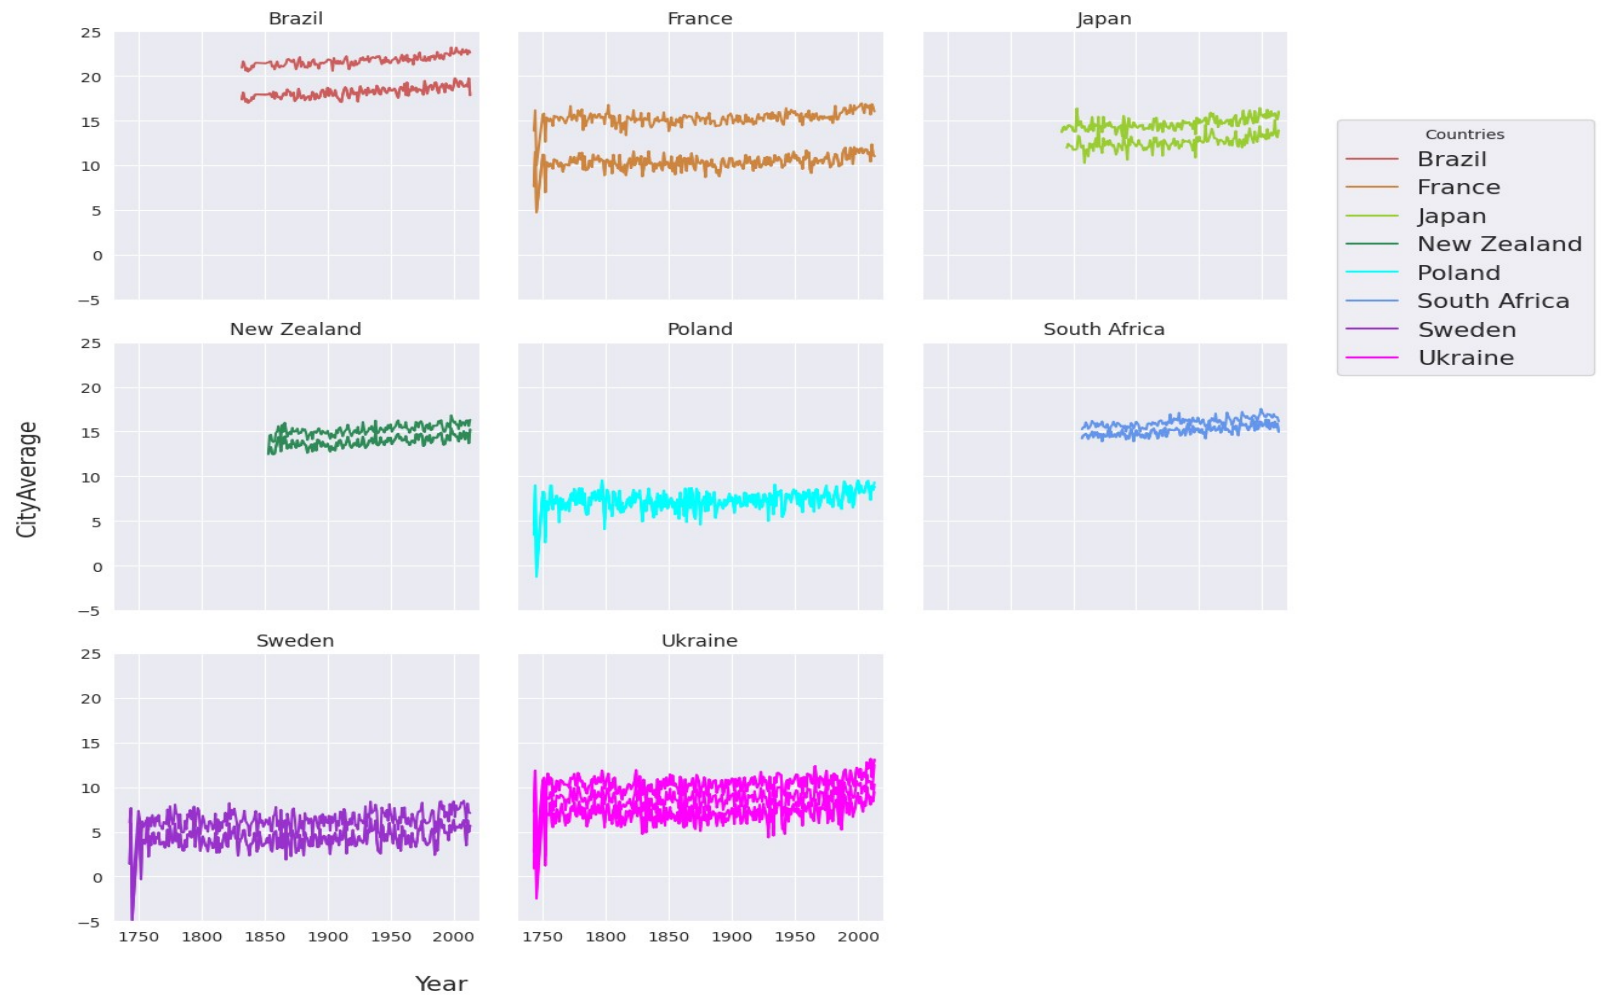 Brazil
France
Japan
25
20
15
10
5
0
−5
Countries
Brazil
France
Japan
New Zealand
Poland
South Africa
Sweden
Ukraine
New Zealand
Poland
South Africa
25
20
15
10
5
0
−5
CityAverage
Sweden
Ukraine
25
20
15
10
5
0
−5
1750 1800 1850 1900 1950 2000
1750 1800 1850 1900 1950 2000
Year